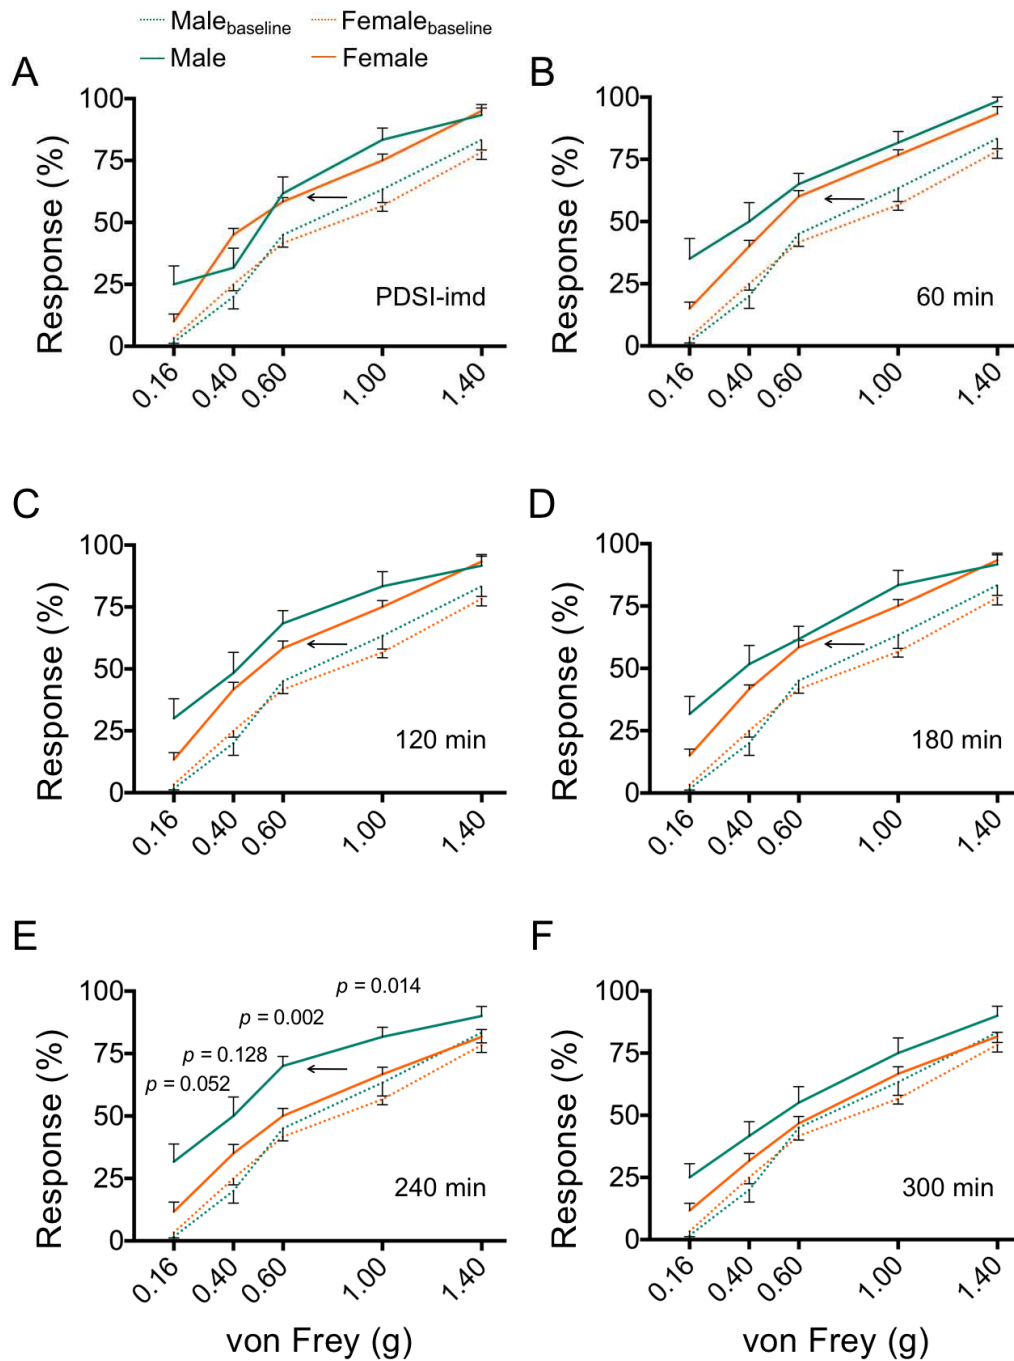 Male baseline Female baseline
Male Female
A
100
75
50
25
0
Response (%)
PDSI-imd
0.16 0.40 0.60 1.00 1.40
B
100
75
50
25
0
Response (%)
60 min
0.16 0.40 0.60 1.00 1.40
C
100
75
50
25
0
Response (%)
120 min
0.16 0.40 0.60 1.00 1.40
D
100
75
50
25
0
Response (%)
180 min
0.16 0.40 0.60 1.00 1.40
E
100
75
50
25
0
Response (%)
p = 0.014
p = 0.002
p = 0.128
p = 0.052
240 min
0.16 0.40 0.60 1.00 1.40
von Frey (g)
F
100
75
50
25
0
Response (%)
300 min
0.16 0.40 0.60 1.00 1.40
von Frey (g)